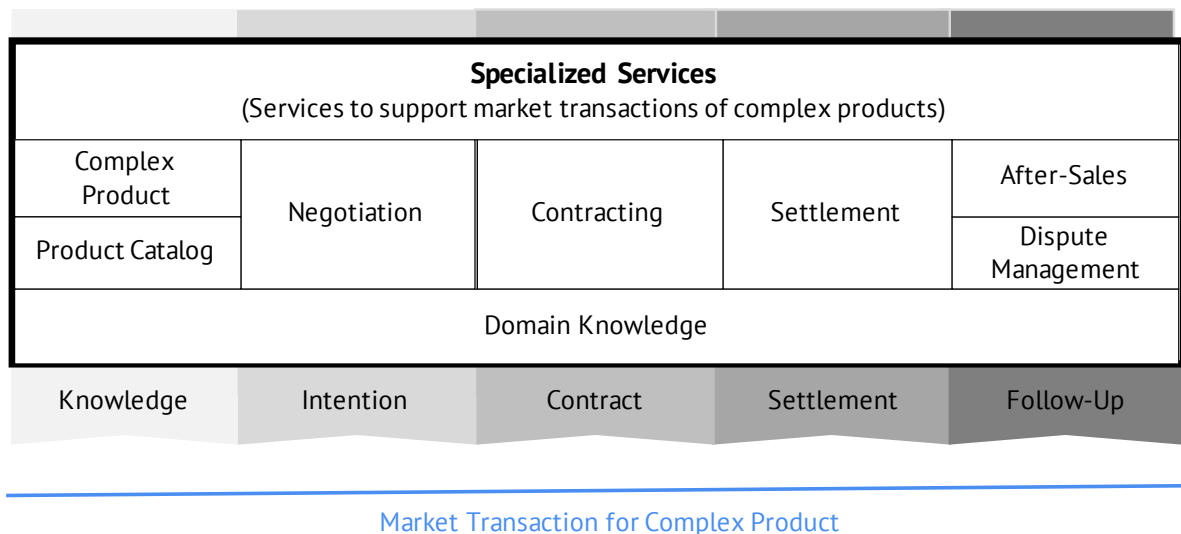 Specialized Services
(Services to support market transactions of complex products)
Complex
Product
Product Catalog
Negotiation
Contracting
Settlement
After-Sales
Dispute
Management
Domain Knowledge
Knowledge
Intention
Contract
Settlement
Follow-Up
Market Transaction for Complex Product